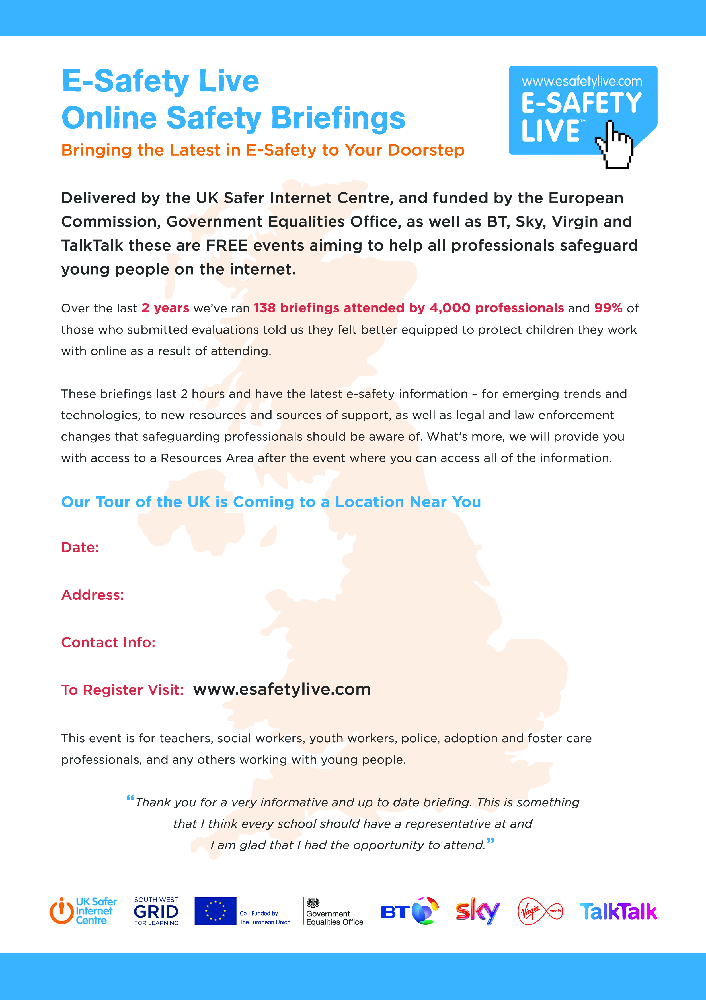 E-Safety Live
Online Safety Briefings
Bringing the Latest in E-Safety to Your Doorstep
www.esafetylive.com
E-SAFETY
LIVE™
Delivered by the UK Safer Internet Centre, and funded by the European
Commission, Government Equalities Office, as well as BT, Sky, Virgin and
TalkTalk these are FREE events aiming to help all professionals safeguard
young people on the internet.
Over the last 2 years we’ve ran 138 briefings attended by 4,000 professionals and 99% of
those who submitted evaluations told us they felt better equipped to protect children they work
with online as a result of attending.
These briefings last 2 hours and have the latest e-safety information – for emerging trends and
technologies, to new resources and sources of support, as well as legal and law enforcement
changes that safeguarding professionals should be aware of. What’s more, we will provide you
with access to a Resources Area after the event where you can access all of the information.
Our Tour of the UK is Coming to a Location Near You
Date:
Address:
Contact Info:
To Register Visit: www.esafetylive.com
This event is for teachers, social workers, youth workers, police, adoption and foster care
professionals, and any others working with young people.
“Thank you for a very informative and up to date briefing. This is something
that I think every school should have a representative at and
I am glad that I had the opportunity to attend.”
UK Safer
Internet
Centre
SOUTH WEST
GRID
FOR LEARNING
Co - Funded by
The European Union
Government
Equalities Office
BT
sky
Virgin media
TalkTalk